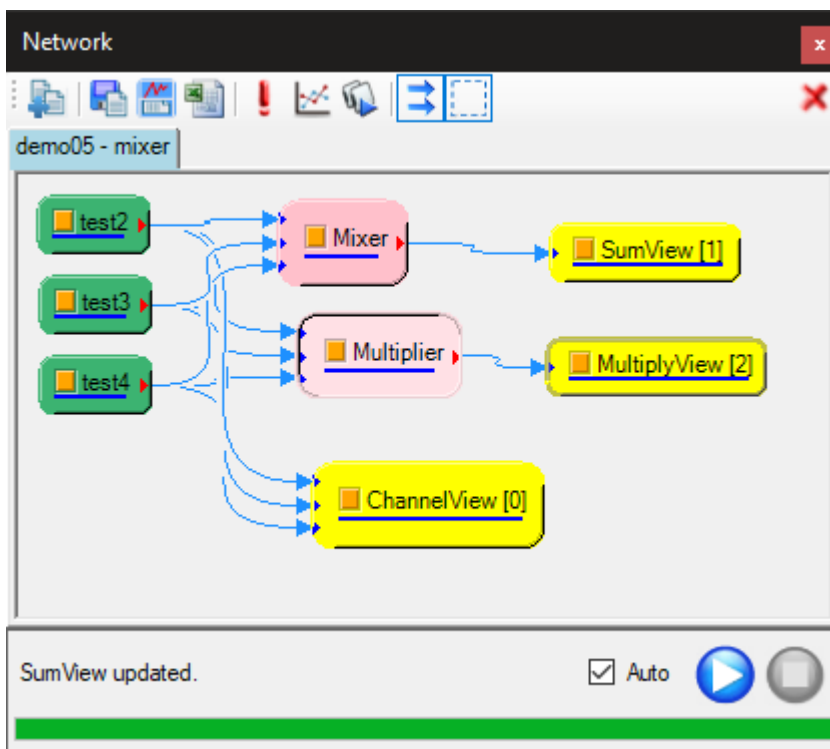 Network
demo05 - mixer
test2
Mixer
SumView [1]
test3
Multiplier
MultiplyView [2]
test4
ChannelView [0]
SumView updated.
Auto